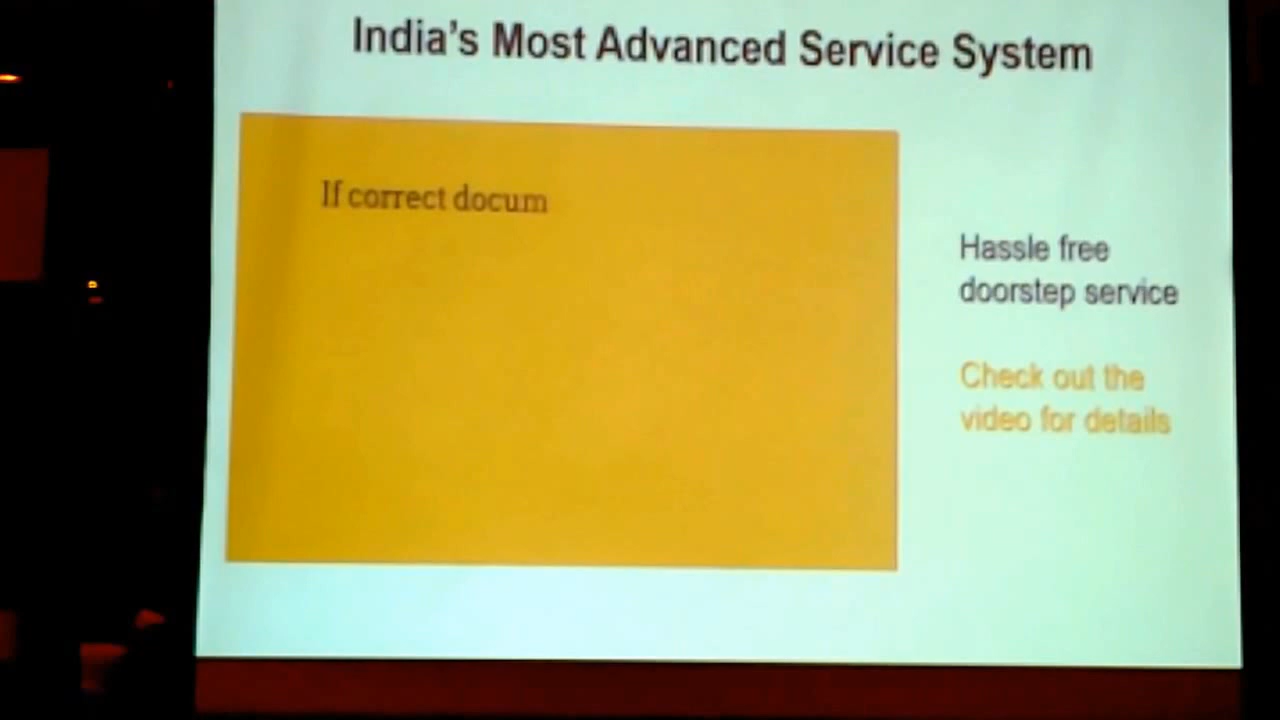 India's Most Advanced Service System
If correct docum
Hassle free
doorstep service
Check out the
video for details